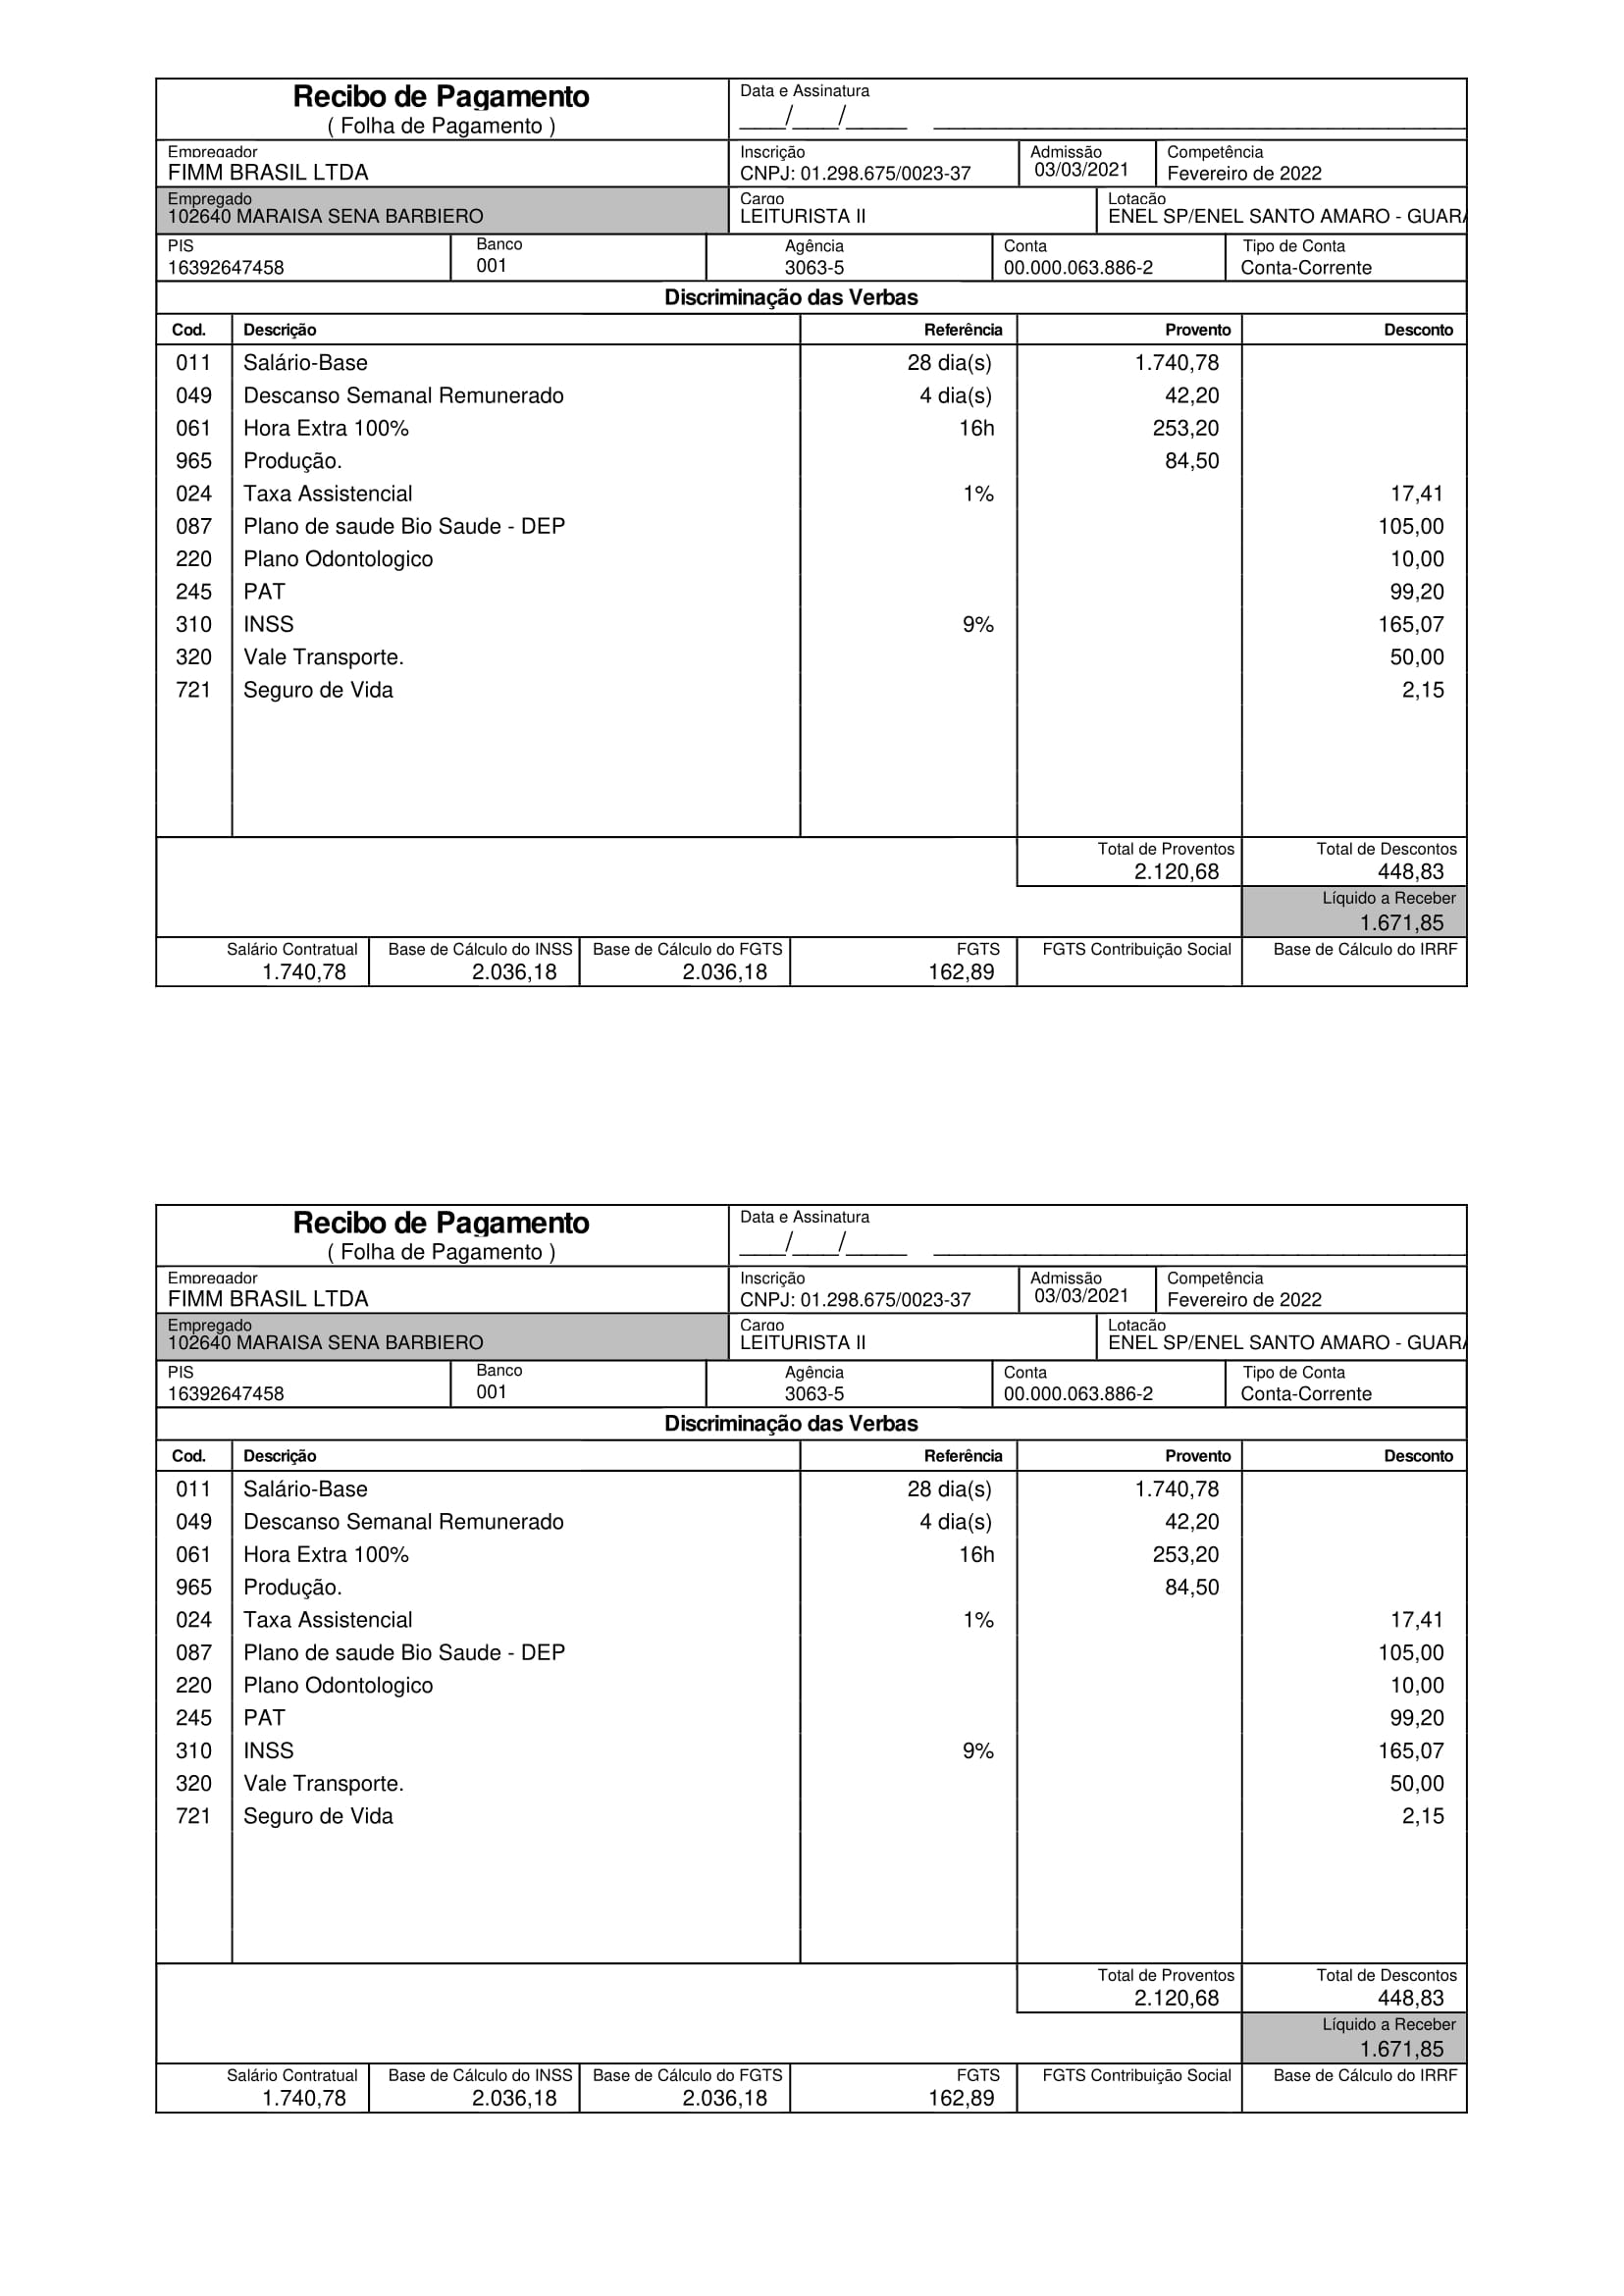 Recibo de Pagamento
( Folha de Pagamento )
Data e Assinatura
___/___/____ ___________________________________
Empregador
FIMM BRASIL LTDA
Inscrição
CNPJ: 01.298.675/0023-37
Admissão
03/03/2021
Competência
Fevereiro de 2022
Empregado
102640 MARAISA SENA BARBIERO
Cargo
LEITURISTA II
Lotação
ENEL SP/ENEL SANTO AMARO - GUARA
PIS
16392647458
Banco
001
Agência
3063-5
Conta
00.000.063.886-2
Tipo de Conta
Conta-Corrente
Discriminação das Verbas
Cod. Descrição Referência Provento Desconto
011 Salário-Base 28 dia(s) 1.740,78
049 Descanso Semanal Remunerado 4 dia(s) 42,20
061 Hora Extra 100% 16h 253,20
965 Produção. 84,50
024 Taxa Assistencial 1% 17,41
087 Plano de saude Bio Saude - DEP 105,00
220 Plano Odontologico 10,00
245 PAT 99,20
310 INSS 9% 165,07
320 Vale Transporte. 50,00
721 Seguro de Vida 2,15
Total de Proventos Total de Descontos
2.120,68 448,83
Líquido a Receber
1.671,85
Salário Contratual Base de Cálculo do INSS Base de Cálculo do FGTS FGTS FGTS Contribuição Social Base de Cálculo do IRRF
1.740,78 2.036,18 2.036,18 162,89
Recibo de Pagamento
( Folha de Pagamento )
Data e Assinatura
___/___/____ ___________________________________
Empregador
FIMM BRASIL LTDA
Inscrição
CNPJ: 01.298.675/0023-37
Admissão
03/03/2021
Competência
Fevereiro de 2022
Empregado
102640 MARAISA SENA BARBIERO
Cargo
LEITURISTA II
Lotação
ENEL SP/ENEL SANTO AMARO - GUARA
PIS
16392647458
Banco
001
Agência
3063-5
Conta
00.000.063.886-2
Tipo de Conta
Conta-Corrente
Discriminação das Verbas
Cod. Descrição Referência Provento Desconto
011 Salário-Base 28 dia(s) 1.740,78
049 Descanso Semanal Remunerado 4 dia(s) 42,20
061 Hora Extra 100% 16h 253,20
965 Produção. 84,50
024 Taxa Assistencial 1% 17,41
087 Plano de saude Bio Saude - DEP 105,00
220 Plano Odontologico 10,00
245 PAT 99,20
310 INSS 9% 165,07
320 Vale Transporte. 50,00
721 Seguro de Vida 2,15
Total de Proventos Total de Descontos
2.120,68 448,83
Líquido a Receber
1.671,85
Salário Contratual Base de Cálculo do INSS Base de Cálculo do FGTS FGTS FGTS Contribuição Social Base de Cálculo do IRRF
1.740,78 2.036,18 2.036,18 162,89